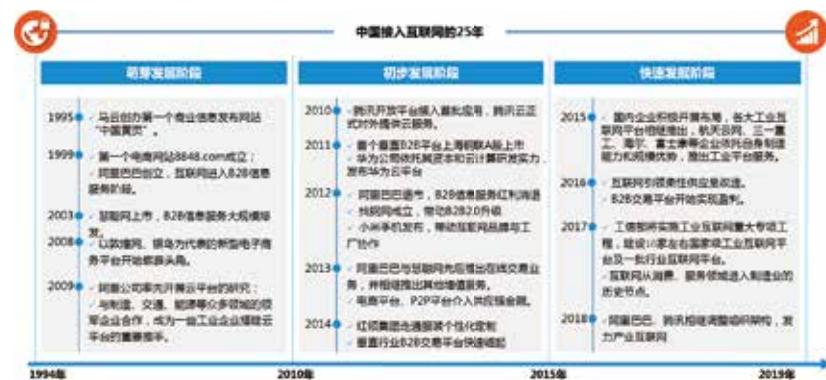 中国接入互联网的25年
萌芽发展阶段
1995 马云创办第一个商业信息发布网站
“中国黄页”。
1999 第一个电商网站8848.com成立；
阿里巴巴创立，互联网进入B2B信息
服务阶段。
2003 慧聪网上市，B2B信息服务大规模爆
发。
2008 以敦煌网、银鸟为代表的新型电子商
务平台开始崭露头角。
2009 阿里公司率先开展云平台的研究；
与制造、交通、能源等众多领域的领
军企业合作，成为一些工业企业搭建云
平台的重要推手。
初步发展阶段
2010 腾讯开放平台接入首批应用，腾讯云正
式对外提供云服务。
2011 首个垂直B2B平台上海钢联A股上市
华为公司依托其资本和云计算研发实力，
发布华为云平台
2012 阿里巴巴退市，B2B信息服务红利消退
找钢网成立，带动B2B2.0升级
小米手机发布，带动互联网品牌与工
厂协作
2013 阿里巴巴与慧聪网先后推出在线交易业
务，并相继推出其他增值服务。
电商平台、P2P平台介入供应链金融。
2014 红领集团走通服装个性化定制
垂直行业B2B交易平台快速崛起
快速发展阶段
2015 国内企业积极开展布局，各大工业互
联网平台相继推出，航天云网、三一重
工、海尔、富士康等企业依托自身制造
能力和规模优势，推出工业平台服务。
2016 互联网引领柔性供应量改造。
B2B交易平台开始实现盈利。
2017 工信部将实施工业互联网重大专项工
程，建设10家左右国家级工业互联网平
台及一批行业互联网平台。
互联网从消费、服务领域进入制造业的
历史节点。
2018 阿里巴巴、腾讯相继调整组织架构，发
力产业互联网
1994年 2010年 2015年 2019年